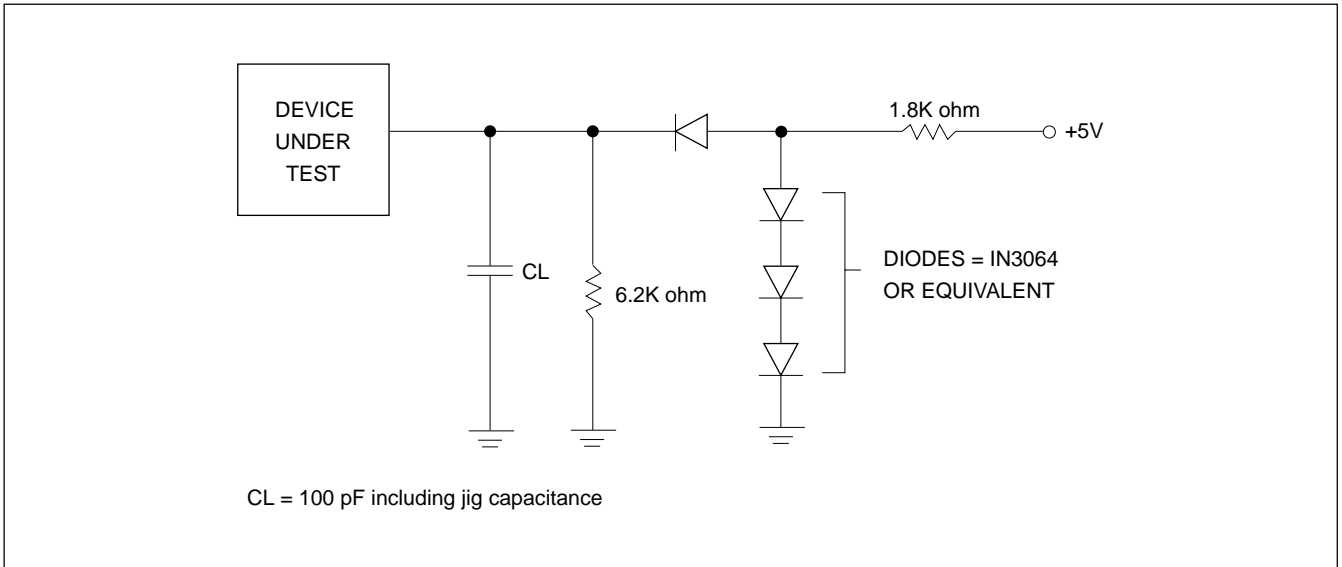 DEVICE
UNDER
TEST
1.8K ohm
+5V
CL
6.2K ohm
DIODES = IN3064
OR EQUIVALENT
CL = 100 pF including jig capacitance